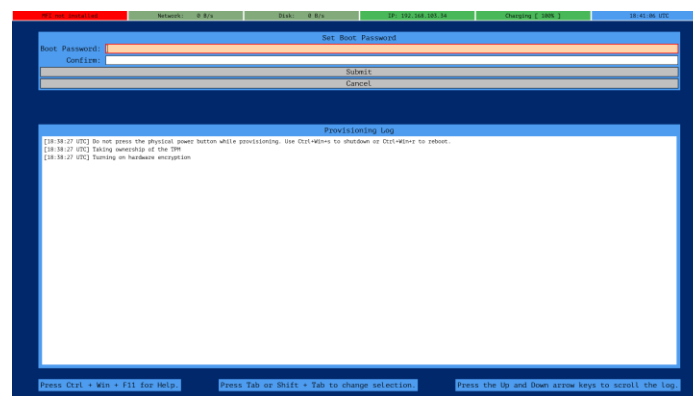 not installed
Network: 0 B/s
Disk: 0 B/s
IP: 192.168.103.54
Charging [ 100% ]
18:41:06 UTC
Set Boot Password
Boot Password:
Confirm:
Submit
Cancel
Provisioning Log
[18:38:27 UTC] Do not press the physical power button while provisioning. Use Ctrl+Win+s to shutdown or Ctrl+Win+r to reboot.
[18:38:27 UTC] Taking ownership of the TPM
[18:38:27 UTC] Turning on hardware encryption
Press Ctrl + Win + F11 for Help.
Press Tab or Shift + Tab to change selection.
Press the Up and Down arrow keys to scroll the log.